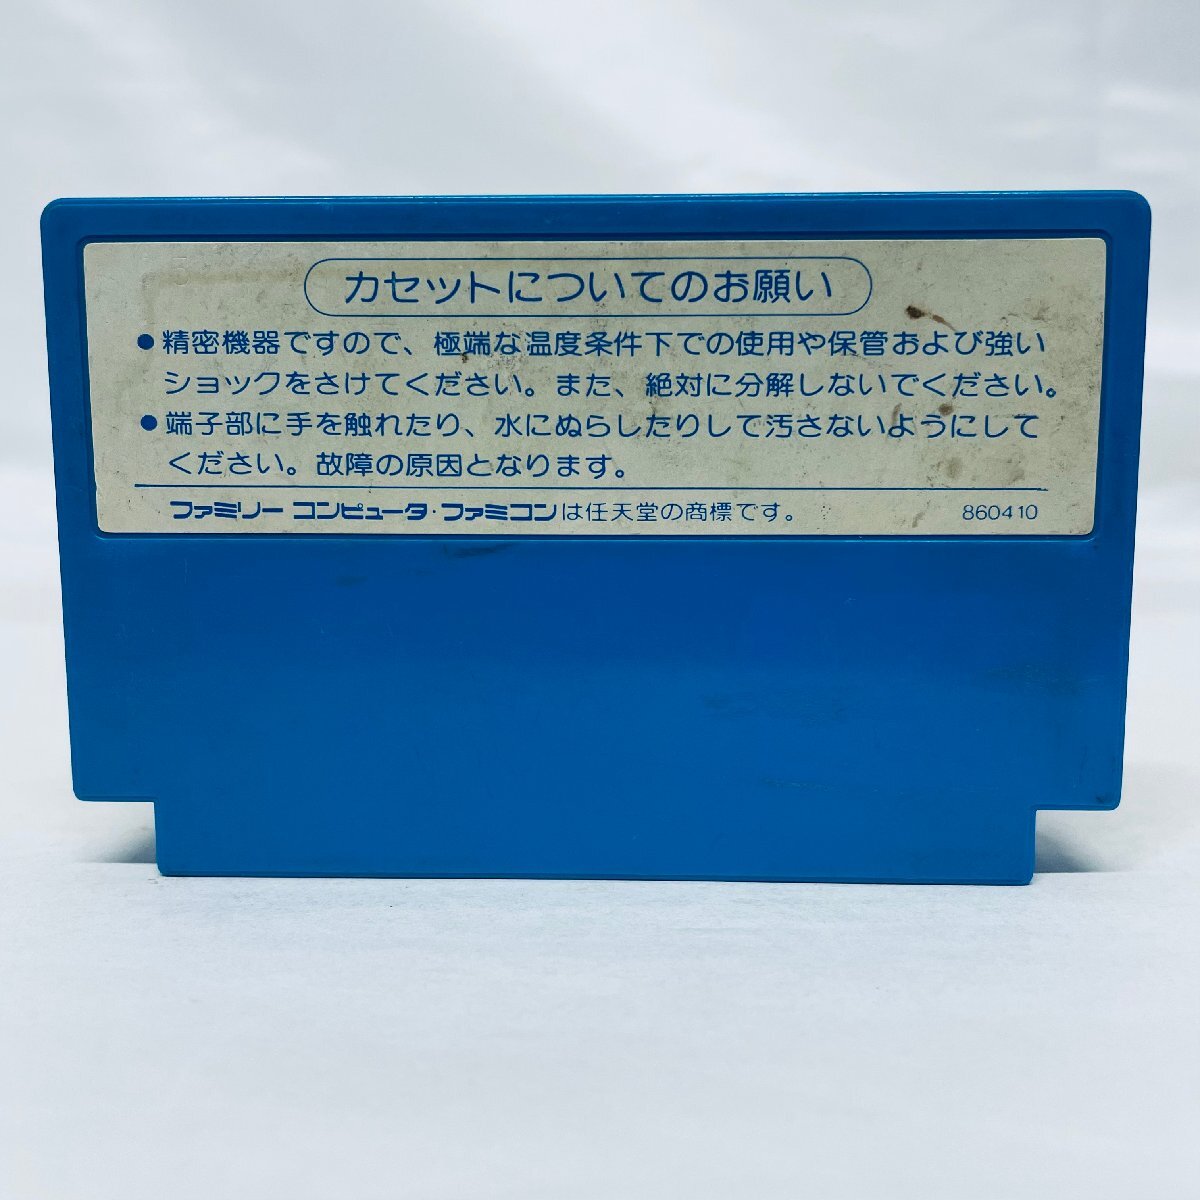 カセットについてのお願い
●精密機器ですので、極端な温度条件下での使用や保管および強い
ショックをさけてください。また、絶対に分解しないでください。
●端子部に手を触れたり、水にぬらしたりして汚さないようにして
ください。故障の原因となります。
ファミリー コンピュータ・ファミコンは任天堂の商標です。 860410